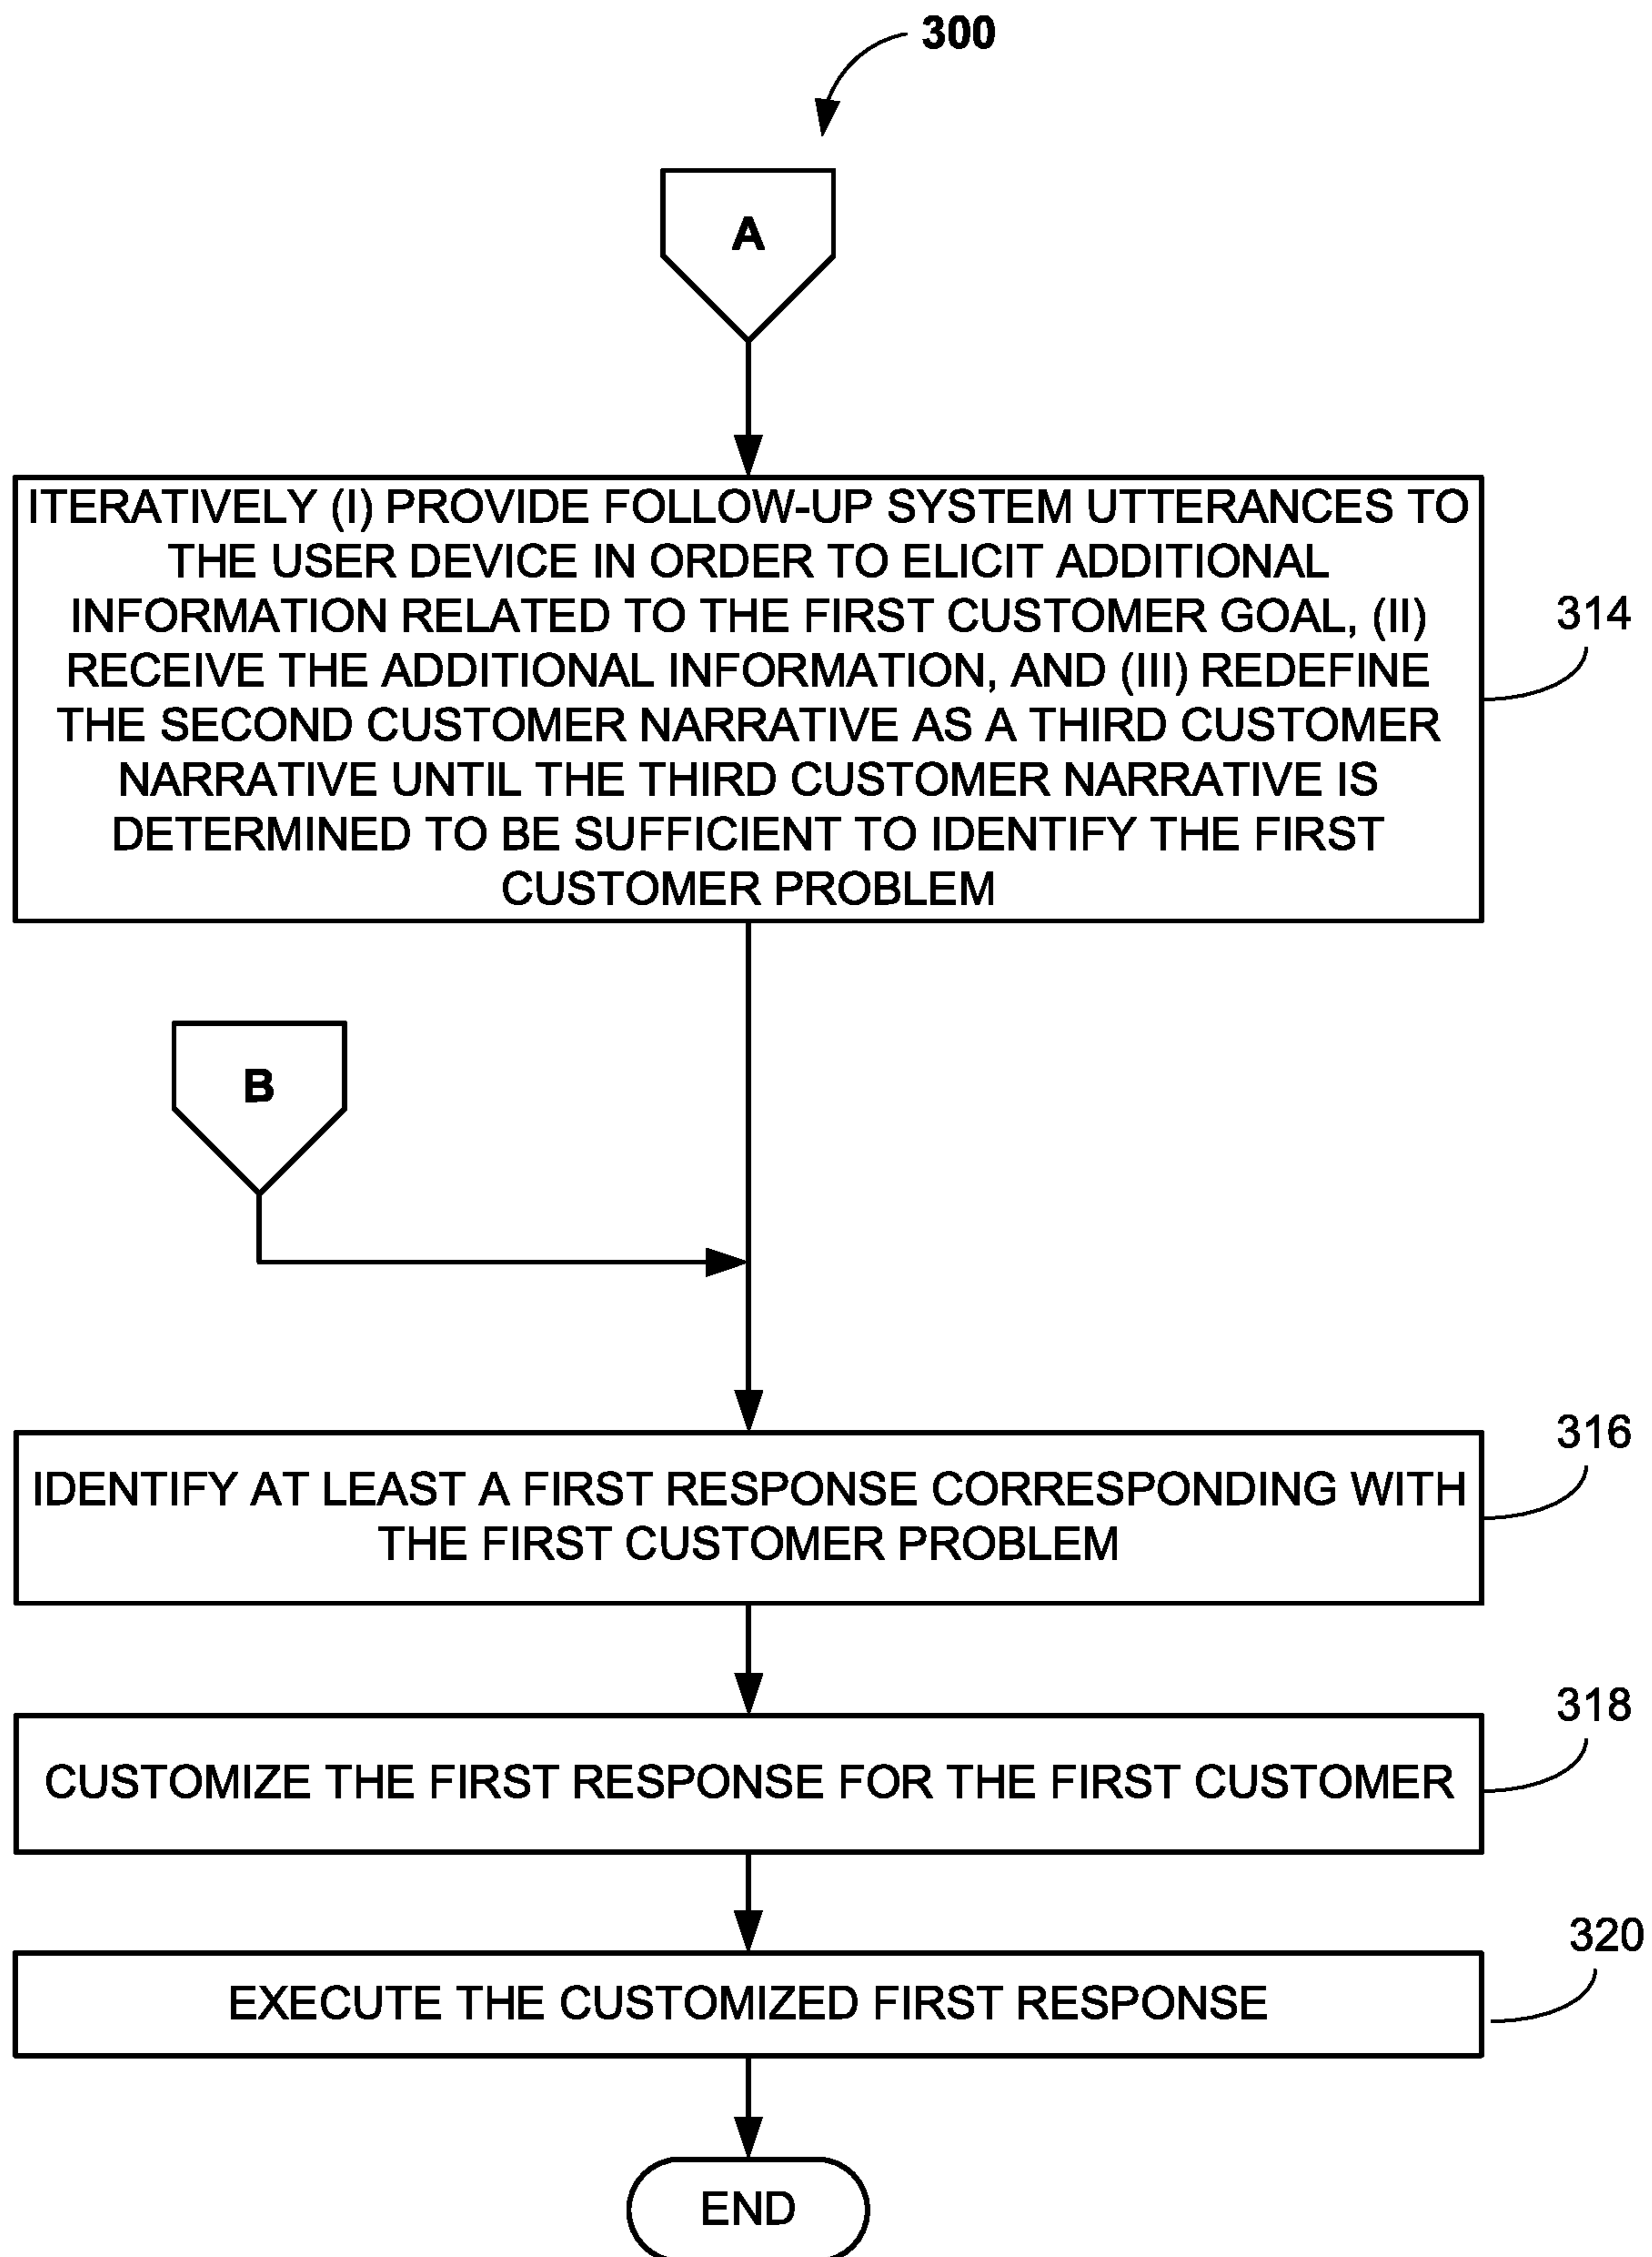 300
A
ITERATIVELY (I) PROVIDE FOLLOW-UP SYSTEM UTTERANCES TO
THE USER DEVICE IN ORDER TO ELICIT ADDITIONAL
INFORMATION RELATED TO THE FIRST CUSTOMER GOAL, (II)
RECEIVE THE ADDITIONAL INFORMATION, AND (III) REDEFINE
THE SECOND CUSTOMER NARRATIVE AS A THIRD CUSTOMER
NARRATIVE UNTIL THE THIRD CUSTOMER NARRATIVE IS
DETERMINED TO BE SUFFICIENT TO IDENTIFY THE FIRST
CUSTOMER PROBLEM
314
B
IDENTIFY AT LEAST A FIRST RESPONSE CORRESPONDING WITH
THE FIRST CUSTOMER PROBLEM
316
CUSTOMIZE THE FIRST RESPONSE FOR THE FIRST CUSTOMER
318
EXECUTE THE CUSTOMIZED FIRST RESPONSE
320
END